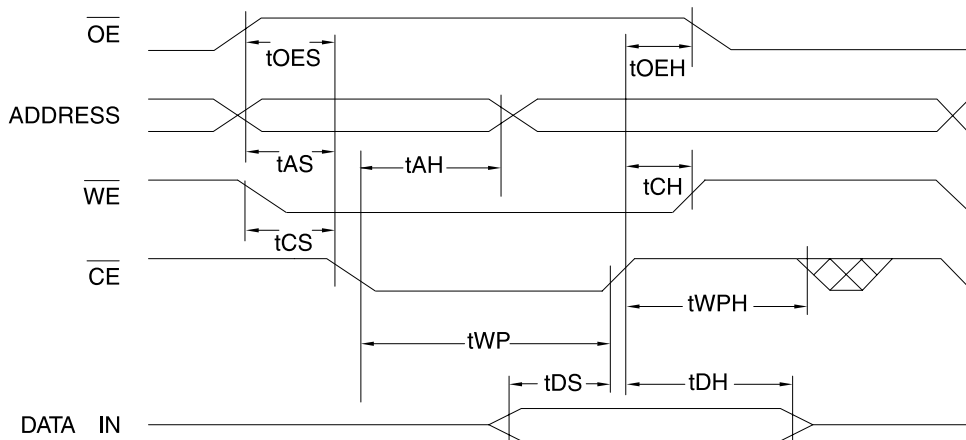 OE
tOES
tOEH
ADDRESS
tAS
tAH
tCH
WE
tCS
CE
tWPH
tWP
tDS
tDH
DATA IN